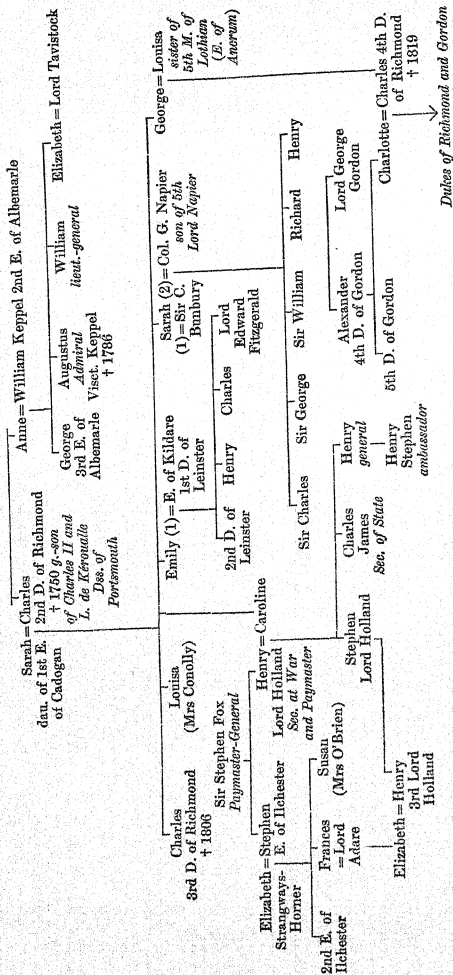 Anne = William Keppel 2nd E. of Albemarle
Sarah = Charles
dau. of 1st E.
of Cadogan
2nd D. of Richmond
† 1750 g.-son
of Charles II and
L. de Kéroualle
Dss. of
Portsmouth
George
3rd E. of
Albemarle
Augustus
Admiral
Visct. Keppel
† 1786
William
lieut.-general
Elizabeth = Lord Tavistock
Charles
3rd D. of Richmond
† 1806
Louisa
(Mrs Conolly)
Emily (1) = E. of Kildare
1st D. of
Leinster
Sarah (2) = Col. G. Napier
son of 5th
Lord Napier
(1) = Sir C.
Bunbury
George = Louisa
sister of
5th M. of
Lothian
(E. of
Ancrum)
Sir Stephen Fox
Paymaster-General
2nd D. of
Leinster
Henry
Charles
Lord
Edward
Fitzgerald
Elizabeth = Stephen
Strangways-
Horner
E. of Ilchester
Henry = Caroline
Lord Holland
Sec. at War
and Paymaster
Sir Charles
Sir George
Sir William
Richard
Henry
2nd E. of
Ilchester
Frances
= Lord
Adare
Susan
(Mrs O'Brien)
Stephen
Lord Holland
Charles
James
Sec. of State
Henry
general
Alexander
4th D. of Gordon
Lord George
Gordon
Elizabeth = Henry
3rd Lord
Holland
Henry
Stephen
ambassador
5th D. of Gordon
Charlotte = Charles 4th D.
of Richmond
† 1819
Dukes of Richmond and Gordon